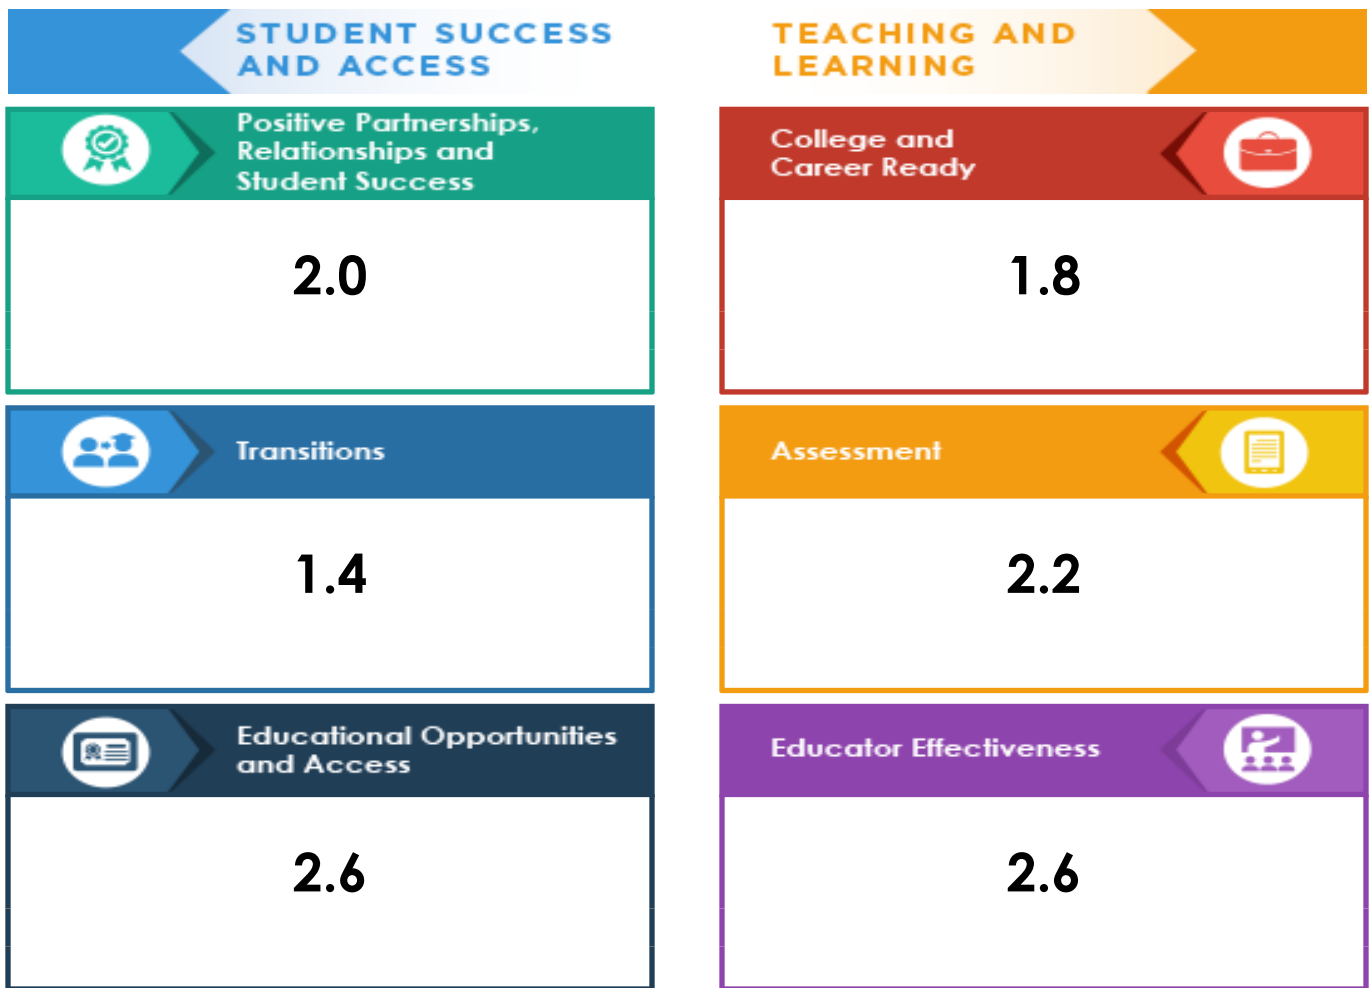 STUDENT SUCCESS
AND ACCESS
TEACHING AND
LEARNING
Positive Partnerships,
Relationships and
Student Success
2.0
College and
Career Ready
1.8
Transitions
1.4
Assessment
2.2
Educational Opportunities
and Access
2.6
Educator Effectiveness
2.6